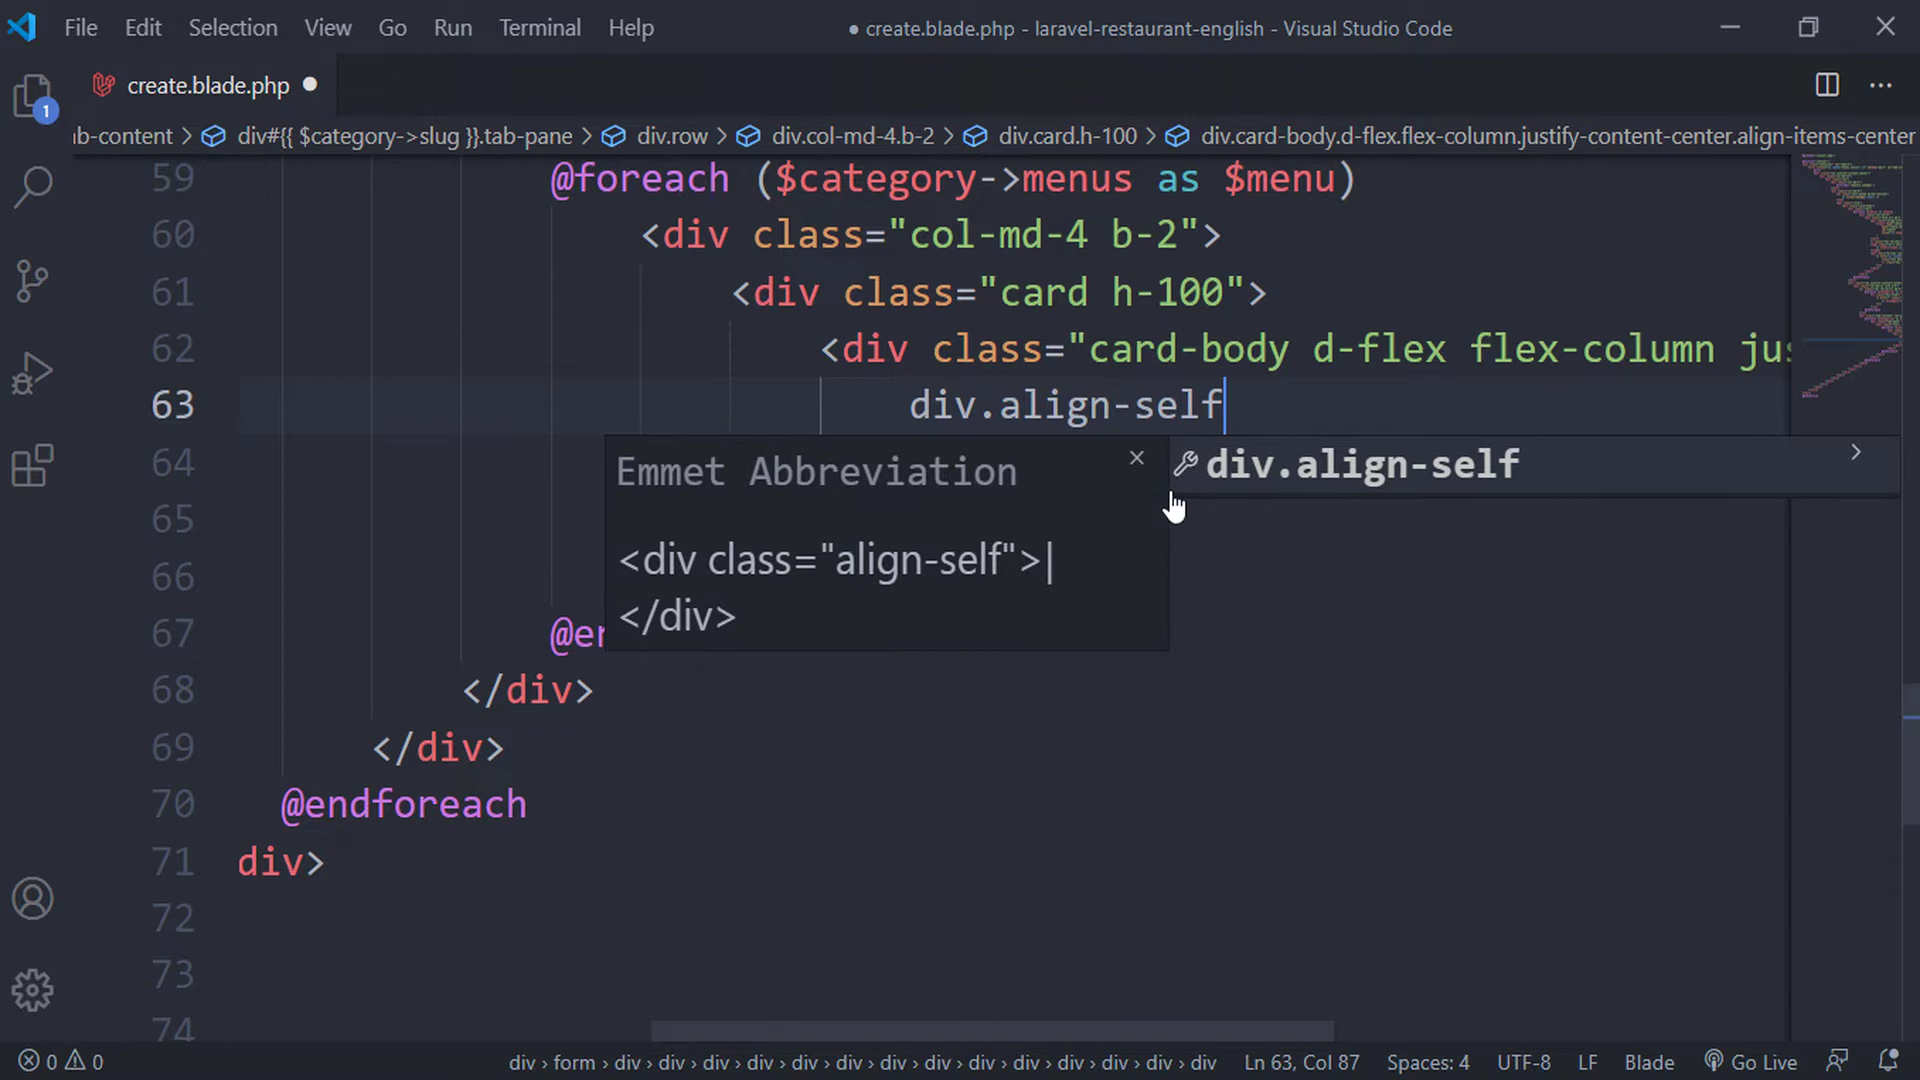 File Edit Selection View Go Run Terminal Help ● create.blade.php - laravel-restaurant-english - Visual Studio Code
create.blade.php ●
1
ab-content > div#{{ $category->slug }}.tab-pane > div.row > div.col-md-4.b-2 > div.card.h-100 > div.card-body.d-flex.flex-column.justify-content-center.align-items-center
59 @foreach ($category->menus as $menu)
60 <div class="col-md-4 b-2">
61 <div class="card h-100">
62 <div class="card-body d-flex flex-column jus
63 div.align-self
64 Emmet Abbreviation × div.align-self >
65
66 <div class="align-self">|
</div>
67 @en
68 </div>
69 </div>
70 @endforeach
71 div>
72
73
74
0 0 div › form › div › div › div › div › div › div › div › div › div › div › div › div › div › div Ln 63, Col 87 Spaces: 4 UTF-8 LF Blade Go Live